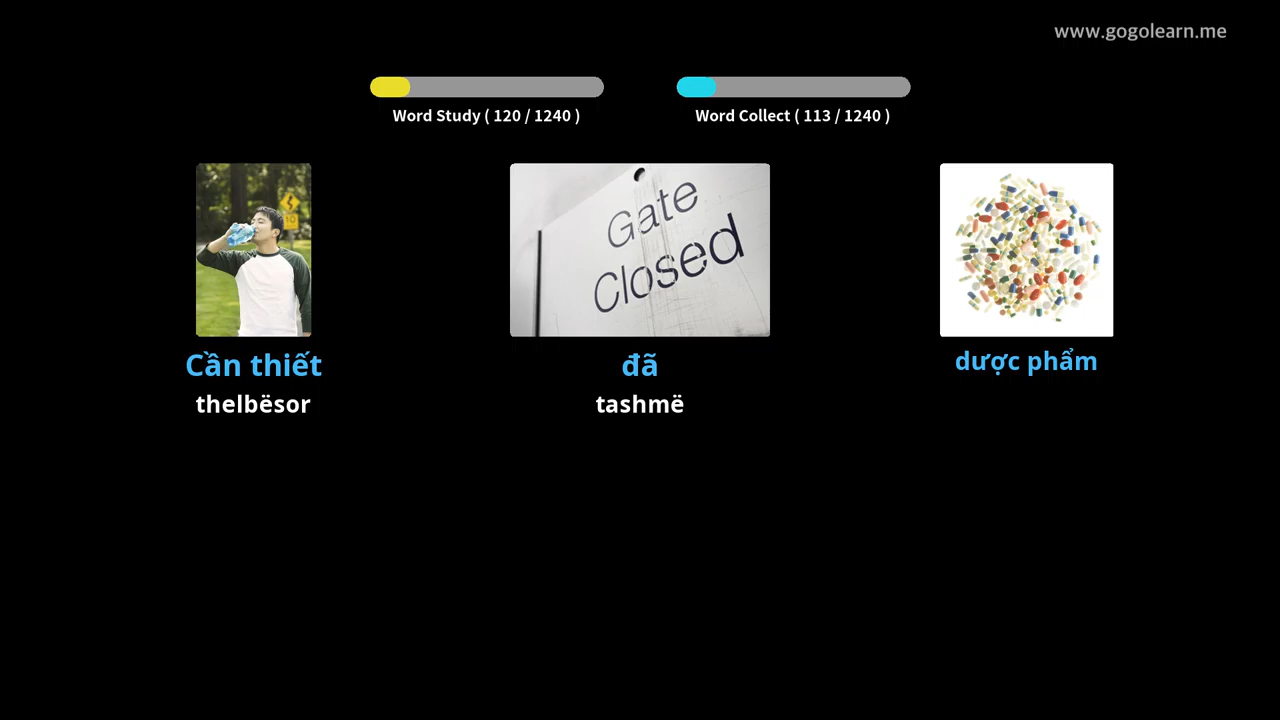 www.gogolearn.me
Word Study ( 120 / 1240 )
Word Collect ( 113 / 1240 )
Gate
Closed
Cần thiết
thelbësor
đã
tashmë
dược phẩm